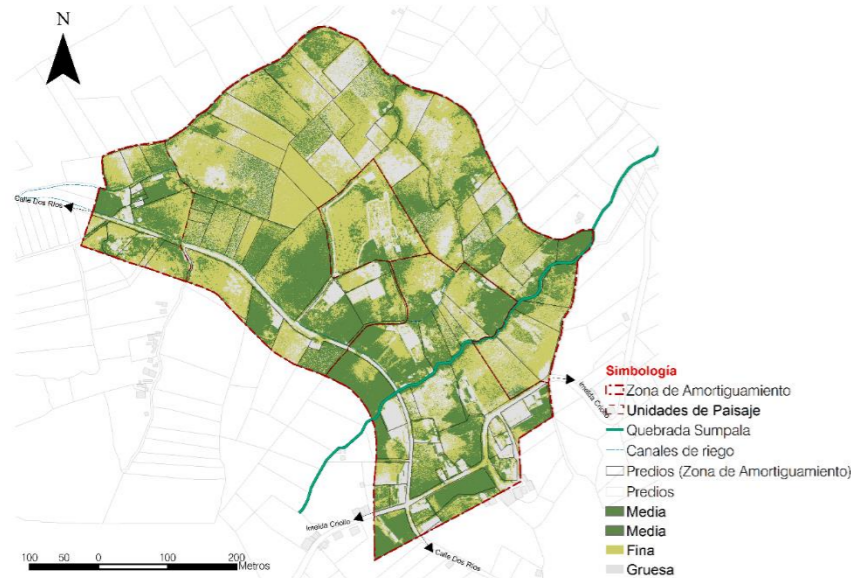 N
Calle Dos Ríos
Imelda Criollo
Imelda Criollo
Calle Dos Ríos
100 50 0 100 200
Metros
Simbología
Zona de Amortiguamiento
Unidades de Paisaje
Quebrada Sumpala
Canales de riego
Predios (Zona de Amortiguamiento)
Predios
Media
Media
Fina
Gruesa